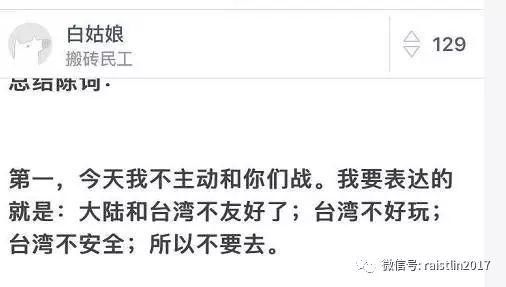 白姑娘
搬砖民工
129
总结陈词：
第一，今天我不主动和你们战。我要表达的
就是：大陆和台湾不友好了；台湾不好玩；
台湾不安全；所以不要去。
微信号: raistlin2017